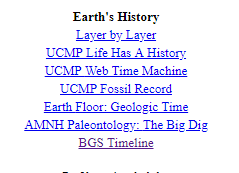 Earth's History
Layer by Layer
UCMP Life Has A History
UCMP Web Time Machine
UCMP Fossil Record
Earth Floor: Geologic Time
AMNH Paleontology: The Big Dig
BGS Timeline